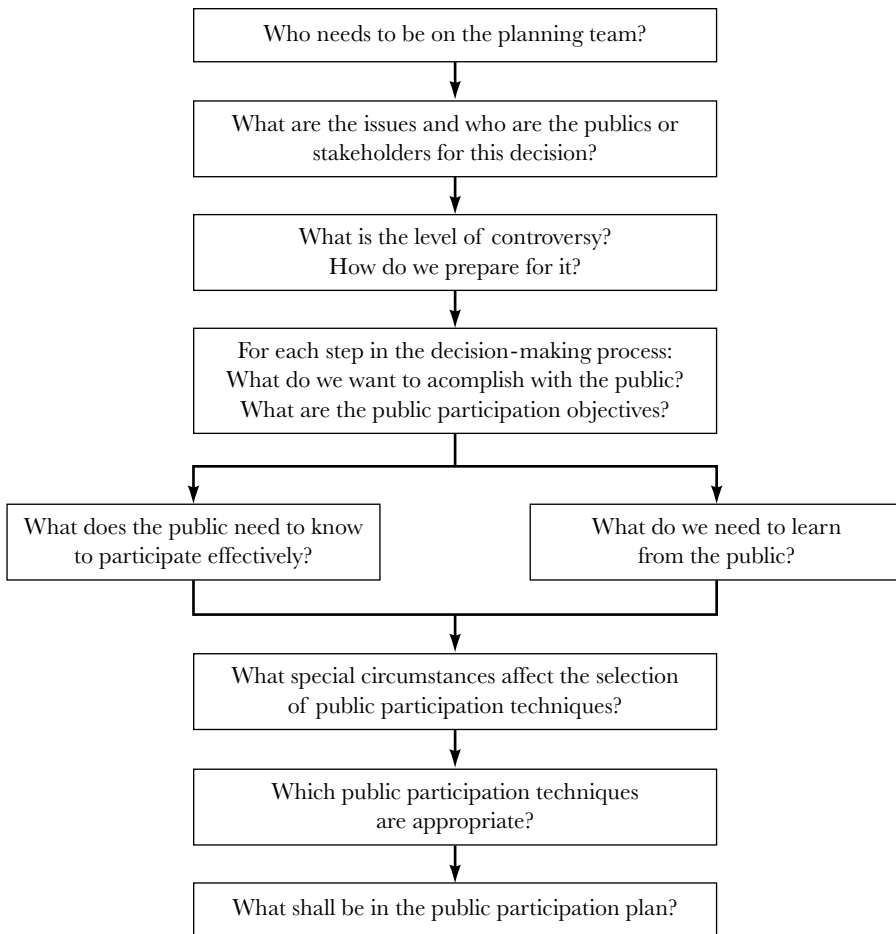 Who needs to be on the planning team?
What are the issues and who are the publics or
stakeholders for this decision?
What is the level of controversy?
How do we prepare for it?
For each step in the decision-making process:
What do we want to acomplish with the public?
What are the public participation objectives?
What does the public need to know
to participate effectively?
What do we need to learn
from the public?
What special circumstances affect the selection
of public participation techniques?
Which public participation techniques
are appropriate?
What shall be in the public participation plan?